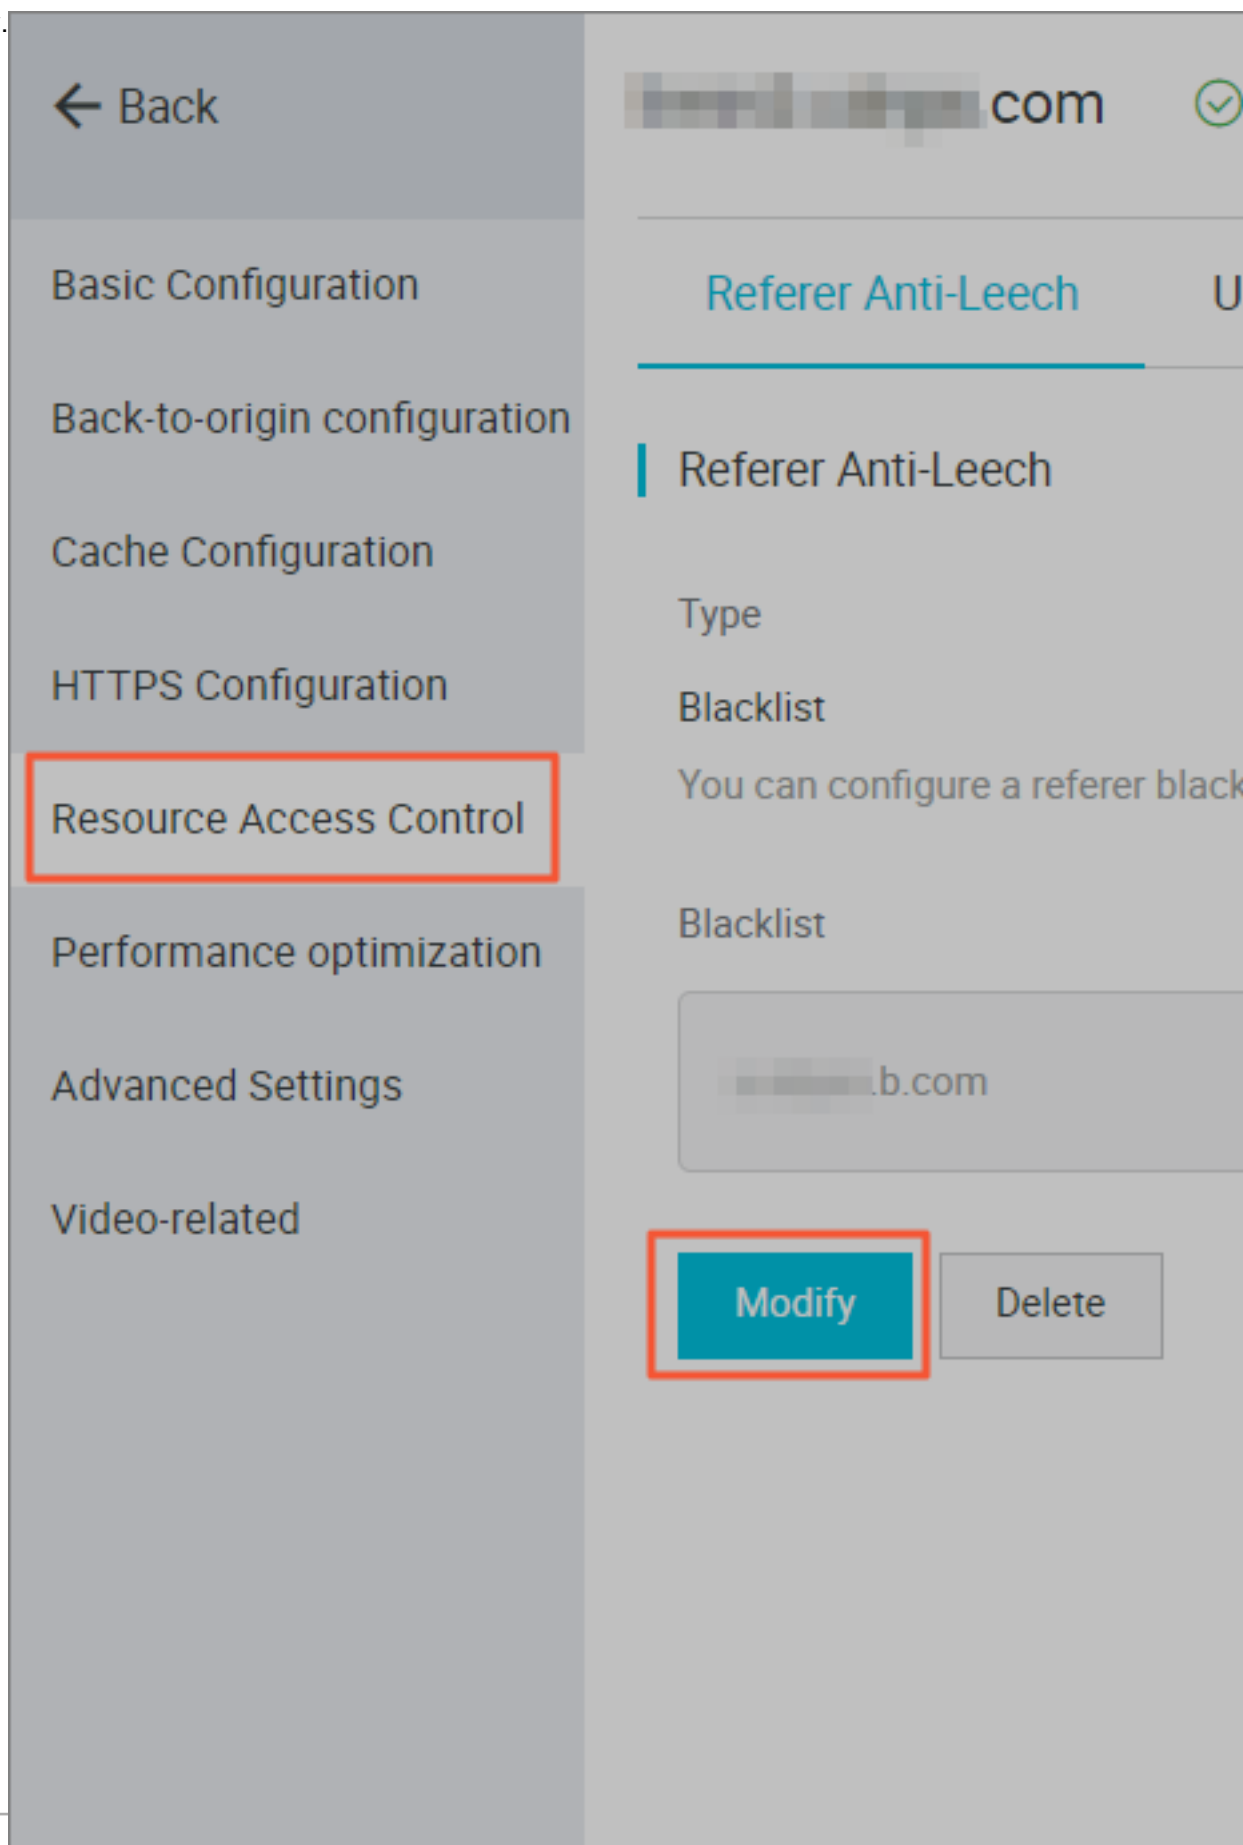 ← Back
Basic Configuration
Back-to-origin configuration
Cache Configuration
HTTPS Configuration
Resource Access Control
Performance optimization
Advanced Settings
Video-related
com
Referer Anti-Leech U
Referer Anti-Leech
Type
Blacklist
You can configure a referer black
Blacklist
.b.com
Modify Delete